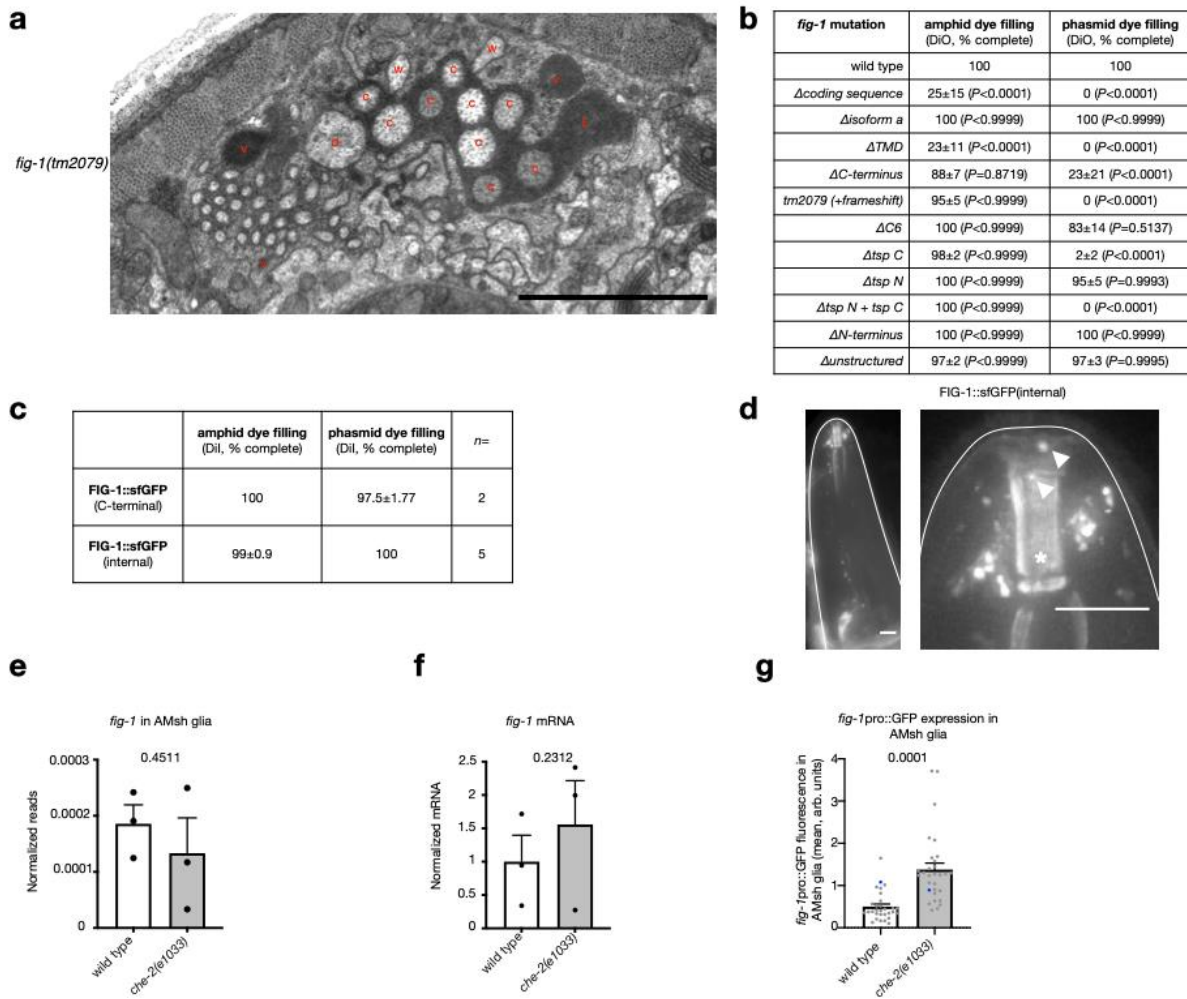 a
fig-1(tm2079)
W
W
C
C
C
C
C
C
C
C
C
C
b
fig-1 mutation	amphid dye filling (DiO, % complete)	phasmid dye filling (DiO, % complete)
wild type	100	100
Δcoding sequence	25±15 (P<0.0001)	0 (P<0.0001)
Δisoform a	100 (P<0.9999)	100 (P<0.9999)
ΔTMD	23±11 (P<0.0001)	0 (P<0.0001)
ΔC-terminus	88±7 (P=0.8719)	23±21 (P<0.0001)
tm2079 (+frameshift)	95±5 (P<0.9999)	0 (P<0.0001)
ΔC6	100 (P<0.9999)	83±14 (P=0.5137)
Δtsp C	98±2 (P<0.9999)	2±2 (P<0.0001)
Δtsp N	100 (P<0.9999)	95±5 (P=0.9993)
Δtsp N + tsp C	100 (P<0.9999)	0 (P<0.0001)
ΔN-terminus	100 (P<0.9999)	100 (P<0.9999)
Δunstructured	97±2 (P<0.9999)	97±3 (P=0.9995)
c
amphid dye filling (DiI, % complete)	phasmid dye filling (DiI, % complete)	n=
FIG-1::sfGFP (C-terminal)	100	97.5±1.77	2
FIG-1::sfGFP (internal)	99±0.9	100	5
d
FIG-1::sfGFP(internal)
*
e
fig-1 in AMsh glia
0.4511
Normalized reads
0.0003
0.0002
0.0001
0
wild type
che-2(e1033)
f
fig-1 mRNA
0.2312
Normalized mRNA
2.5
2
1.5
1
0.5
0
wild type
che-2(e1033)
g
fig-1pro::GFP expression in
AMsh glia
0.0001
fig-1pro::GFP fluorescence in
AMsh glia (mean, arb. units)
4
3
2
1
0
wild type
che-2(e1033)